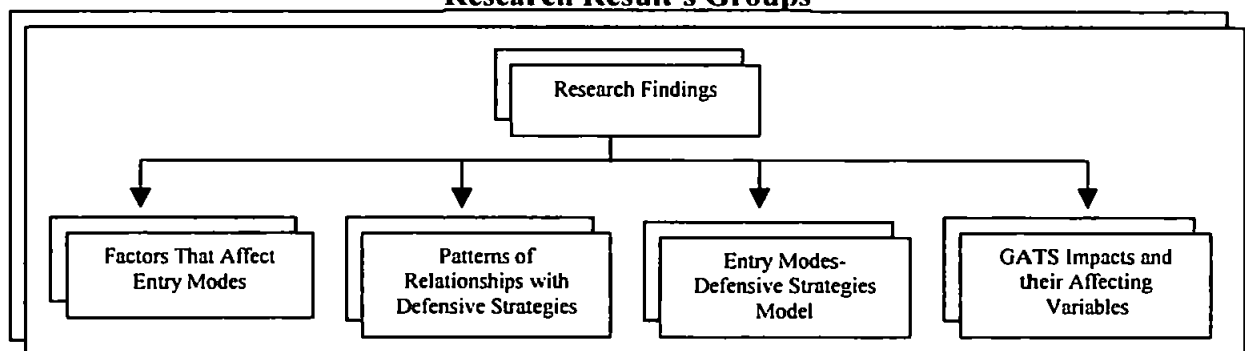 Research Result's Groups
Research Findings
Factors That Affect
Entry Modes
Patterns of
Relationships with
Defensive Strategies
Entry Modes-
Defensive Strategies
Model
GATS Impacts and
their Affecting
Variables